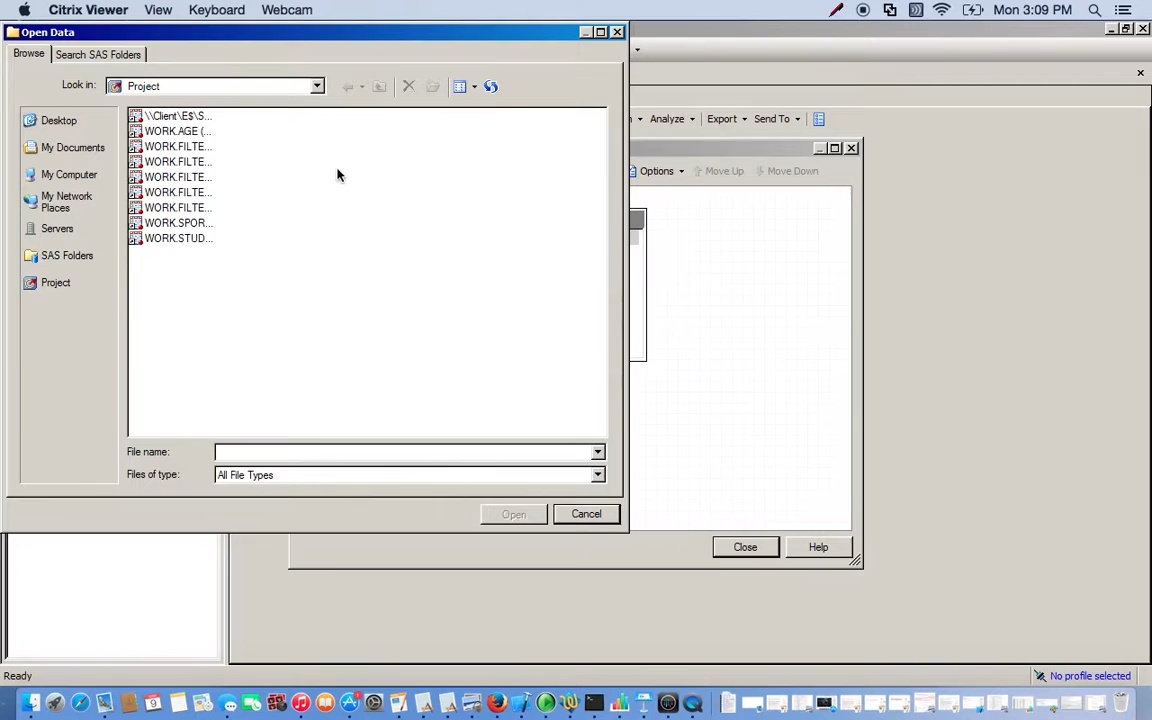 Citrix Viewer View Keyboard Webcam Mon 3:09 PM
Open Data
Browse Search SAS Folders
Look in: Project
Desktop
My Documents
My Computer
My Network
Places
Servers
SAS Folders
Project
\\Client\E$\S...
WORK.AGE (...
WORK.FILTE...
WORK.FILTE...
WORK.FILTE...
WORK.FILTE...
WORK.FILTE...
WORK.SPOR...
WORK.STUD...
File name:
Files of type: All File Types
Open Cancel
Analyze Export Send To
Options Move Up Move Down
Close Help
Ready No profile selected